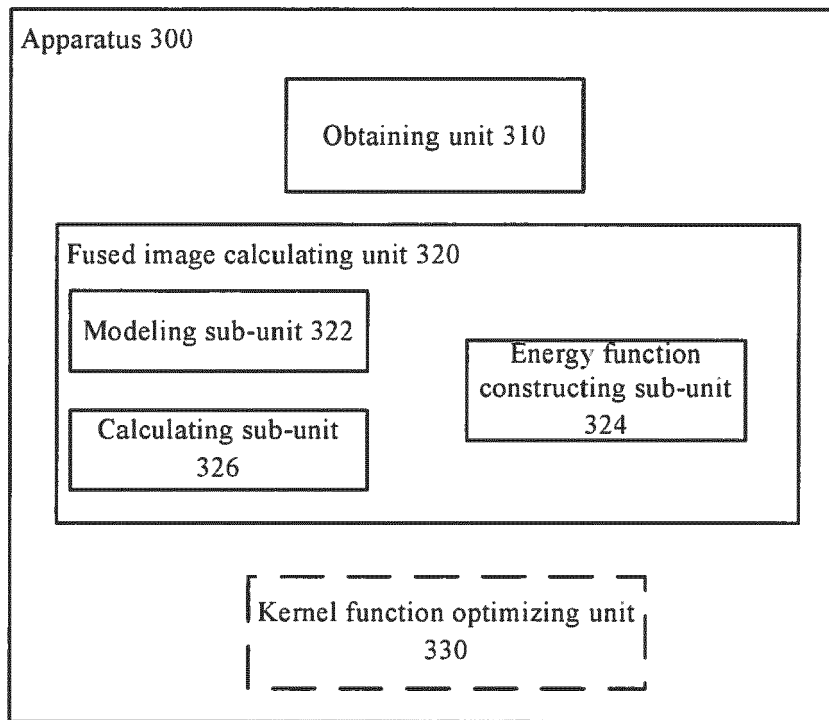 Apparatus 300
Obtaining unit 310
Fused image calculating unit 320
Modeling sub-unit 322
Energy function
constructing sub-unit
324
Calculating sub-unit
326
Kernel function optimizing unit
330